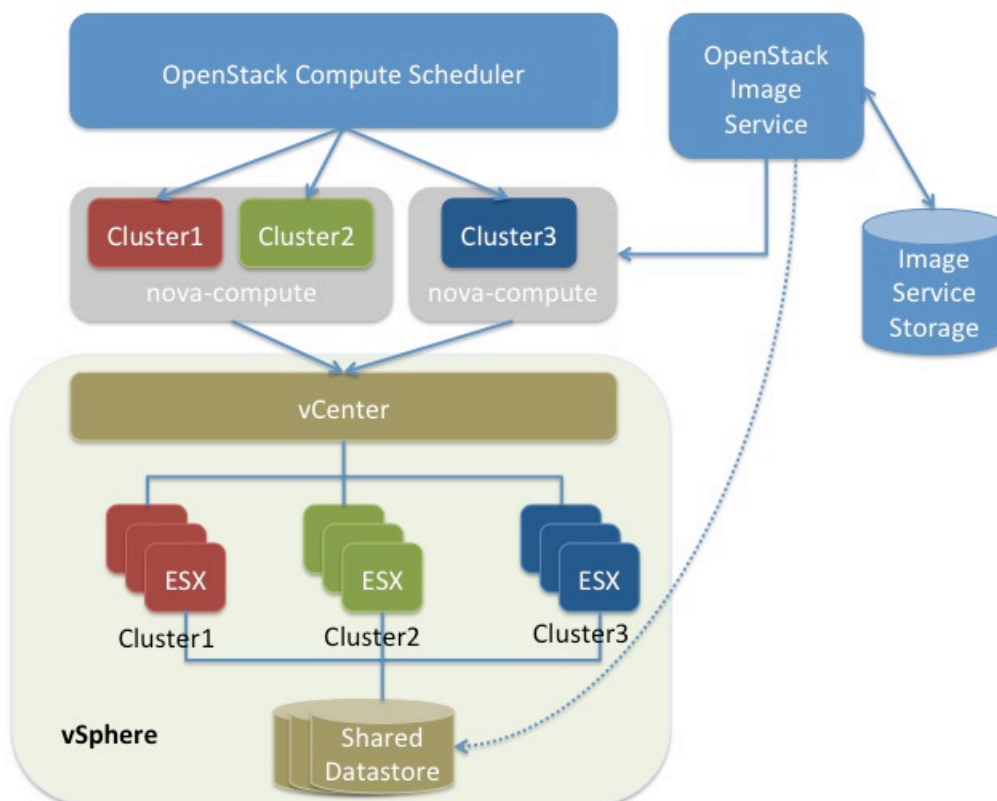 OpenStack Compute Scheduler
OpenStack
Image
Service
Cluster1
Cluster2
nova-compute
Cluster3
nova-compute
Image
Service
Storage
vCenter
ESX
Cluster1
ESX
Cluster2
ESX
Cluster3
vSphere
Shared
Datastore